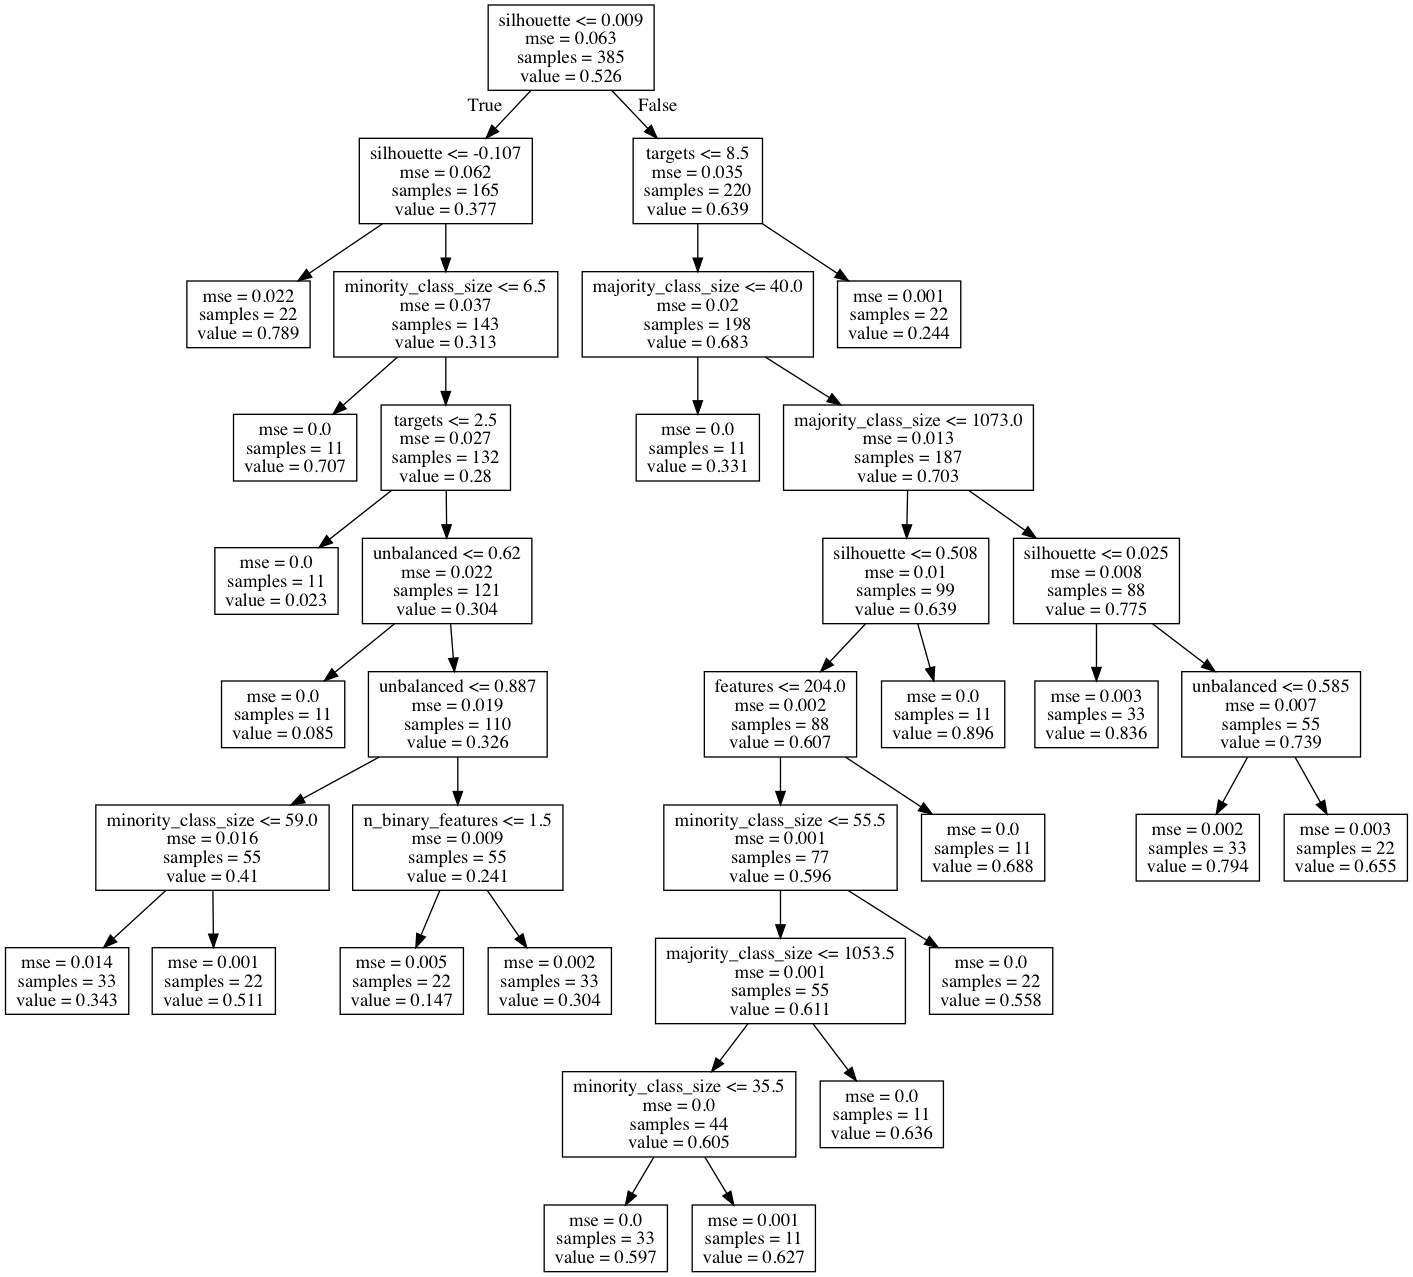 silhouette <= 0.009
mse = 0.063
samples = 385
value = 0.526
True
False
silhouette <= -0.107
mse = 0.062
samples = 165
value = 0.377
targets <= 8.5
mse = 0.035
samples = 220
value = 0.639
mse = 0.022
samples = 22
value = 0.789
minority_class_size <= 6.5
mse = 0.037
samples = 143
value = 0.313
majority_class_size <= 40.0
mse = 0.02
samples = 198
value = 0.683
mse = 0.001
samples = 22
value = 0.244
mse = 0.0
samples = 11
value = 0.707
targets <= 2.5
mse = 0.027
samples = 132
value = 0.28
mse = 0.0
samples = 11
value = 0.331
majority_class_size <= 1073.0
mse = 0.013
samples = 187
value = 0.703
mse = 0.0
samples = 11
value = 0.023
unbalanced <= 0.62
mse = 0.022
samples = 121
value = 0.304
silhouette <= 0.508
mse = 0.01
samples = 99
value = 0.639
silhouette <= 0.025
mse = 0.008
samples = 88
value = 0.775
mse = 0.0
samples = 11
value = 0.085
unbalanced <= 0.887
mse = 0.019
samples = 110
value = 0.326
features <= 204.0
mse = 0.002
samples = 88
value = 0.607
mse = 0.0
samples = 11
value = 0.896
mse = 0.003
samples = 33
value = 0.836
unbalanced <= 0.585
mse = 0.007
samples = 55
value = 0.739
minority_class_size <= 59.0
mse = 0.016
samples = 55
value = 0.41
n_binary_features <= 1.5
mse = 0.009
samples = 55
value = 0.241
minority_class_size <= 55.5
mse = 0.001
samples = 77
value = 0.596
mse = 0.0
samples = 11
value = 0.688
mse = 0.002
samples = 33
value = 0.794
mse = 0.003
samples = 22
value = 0.655
mse = 0.014
samples = 33
value = 0.343
mse = 0.001
samples = 22
value = 0.511
mse = 0.005
samples = 22
value = 0.147
mse = 0.002
samples = 33
value = 0.304
majority_class_size <= 1053.5
mse = 0.001
samples = 55
value = 0.611
mse = 0.0
samples = 22
value = 0.558
minority_class_size <= 35.5
mse = 0.0
samples = 44
value = 0.605
mse = 0.0
samples = 11
value = 0.636
mse = 0.0
samples = 33
value = 0.597
mse = 0.001
samples = 11
value = 0.627